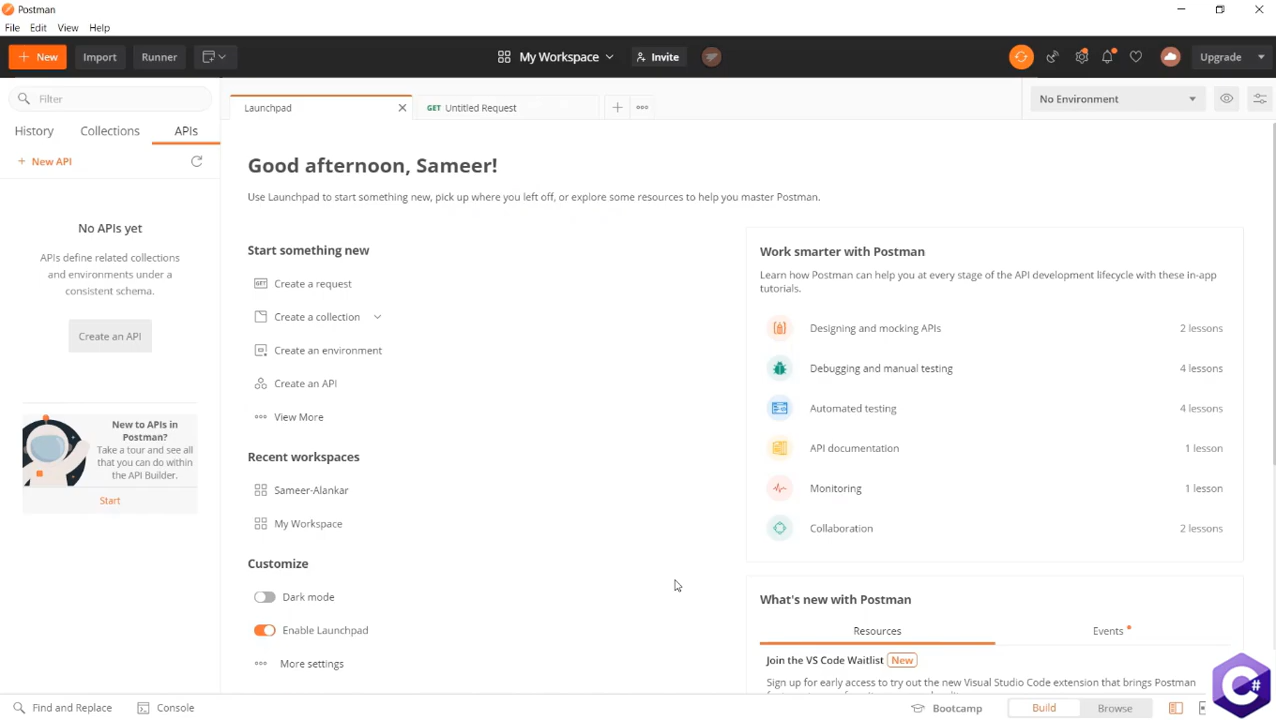 Postman
File Edit View Help
New
Import
Runner
My Workspace
Invite
Upgrade
Filter
History Collections APIs
+ New API
No APIs yet
APIs define related collections
and environments under a
consistent schema.
Create an API
New to APIs in
Postman?
Take a tour and see all
that you can do within
the API Builder.
Start
Launchpad
GET Untitled Request
No Environment
Good afternoon, Sameer!
Use Launchpad to start something new, pick up where you left off, or explore some resources to help you master Postman.
Start something new
GET Create a request
Create a collection
Create an environment
Create an API
View More
Recent workspaces
Sameer-Alankar
My Workspace
Customize
Dark mode
Enable Launchpad
More settings
Work smarter with Postman
Learn how Postman can help you at every stage of the API development lifecycle with these in-app
tutorials.
Designing and mocking APIs 2 lessons
Debugging and manual testing 4 lessons
Automated testing 4 lessons
API documentation 1 lesson
Monitoring 1 lesson
Collaboration 2 lessons
What's new with Postman
Resources Events
Join the VS Code Waitlist New
Sign up for early access to try out the new Visual Studio Code extension that brings Postman
Find and Replace Console
Bootcamp Build Browse
C#